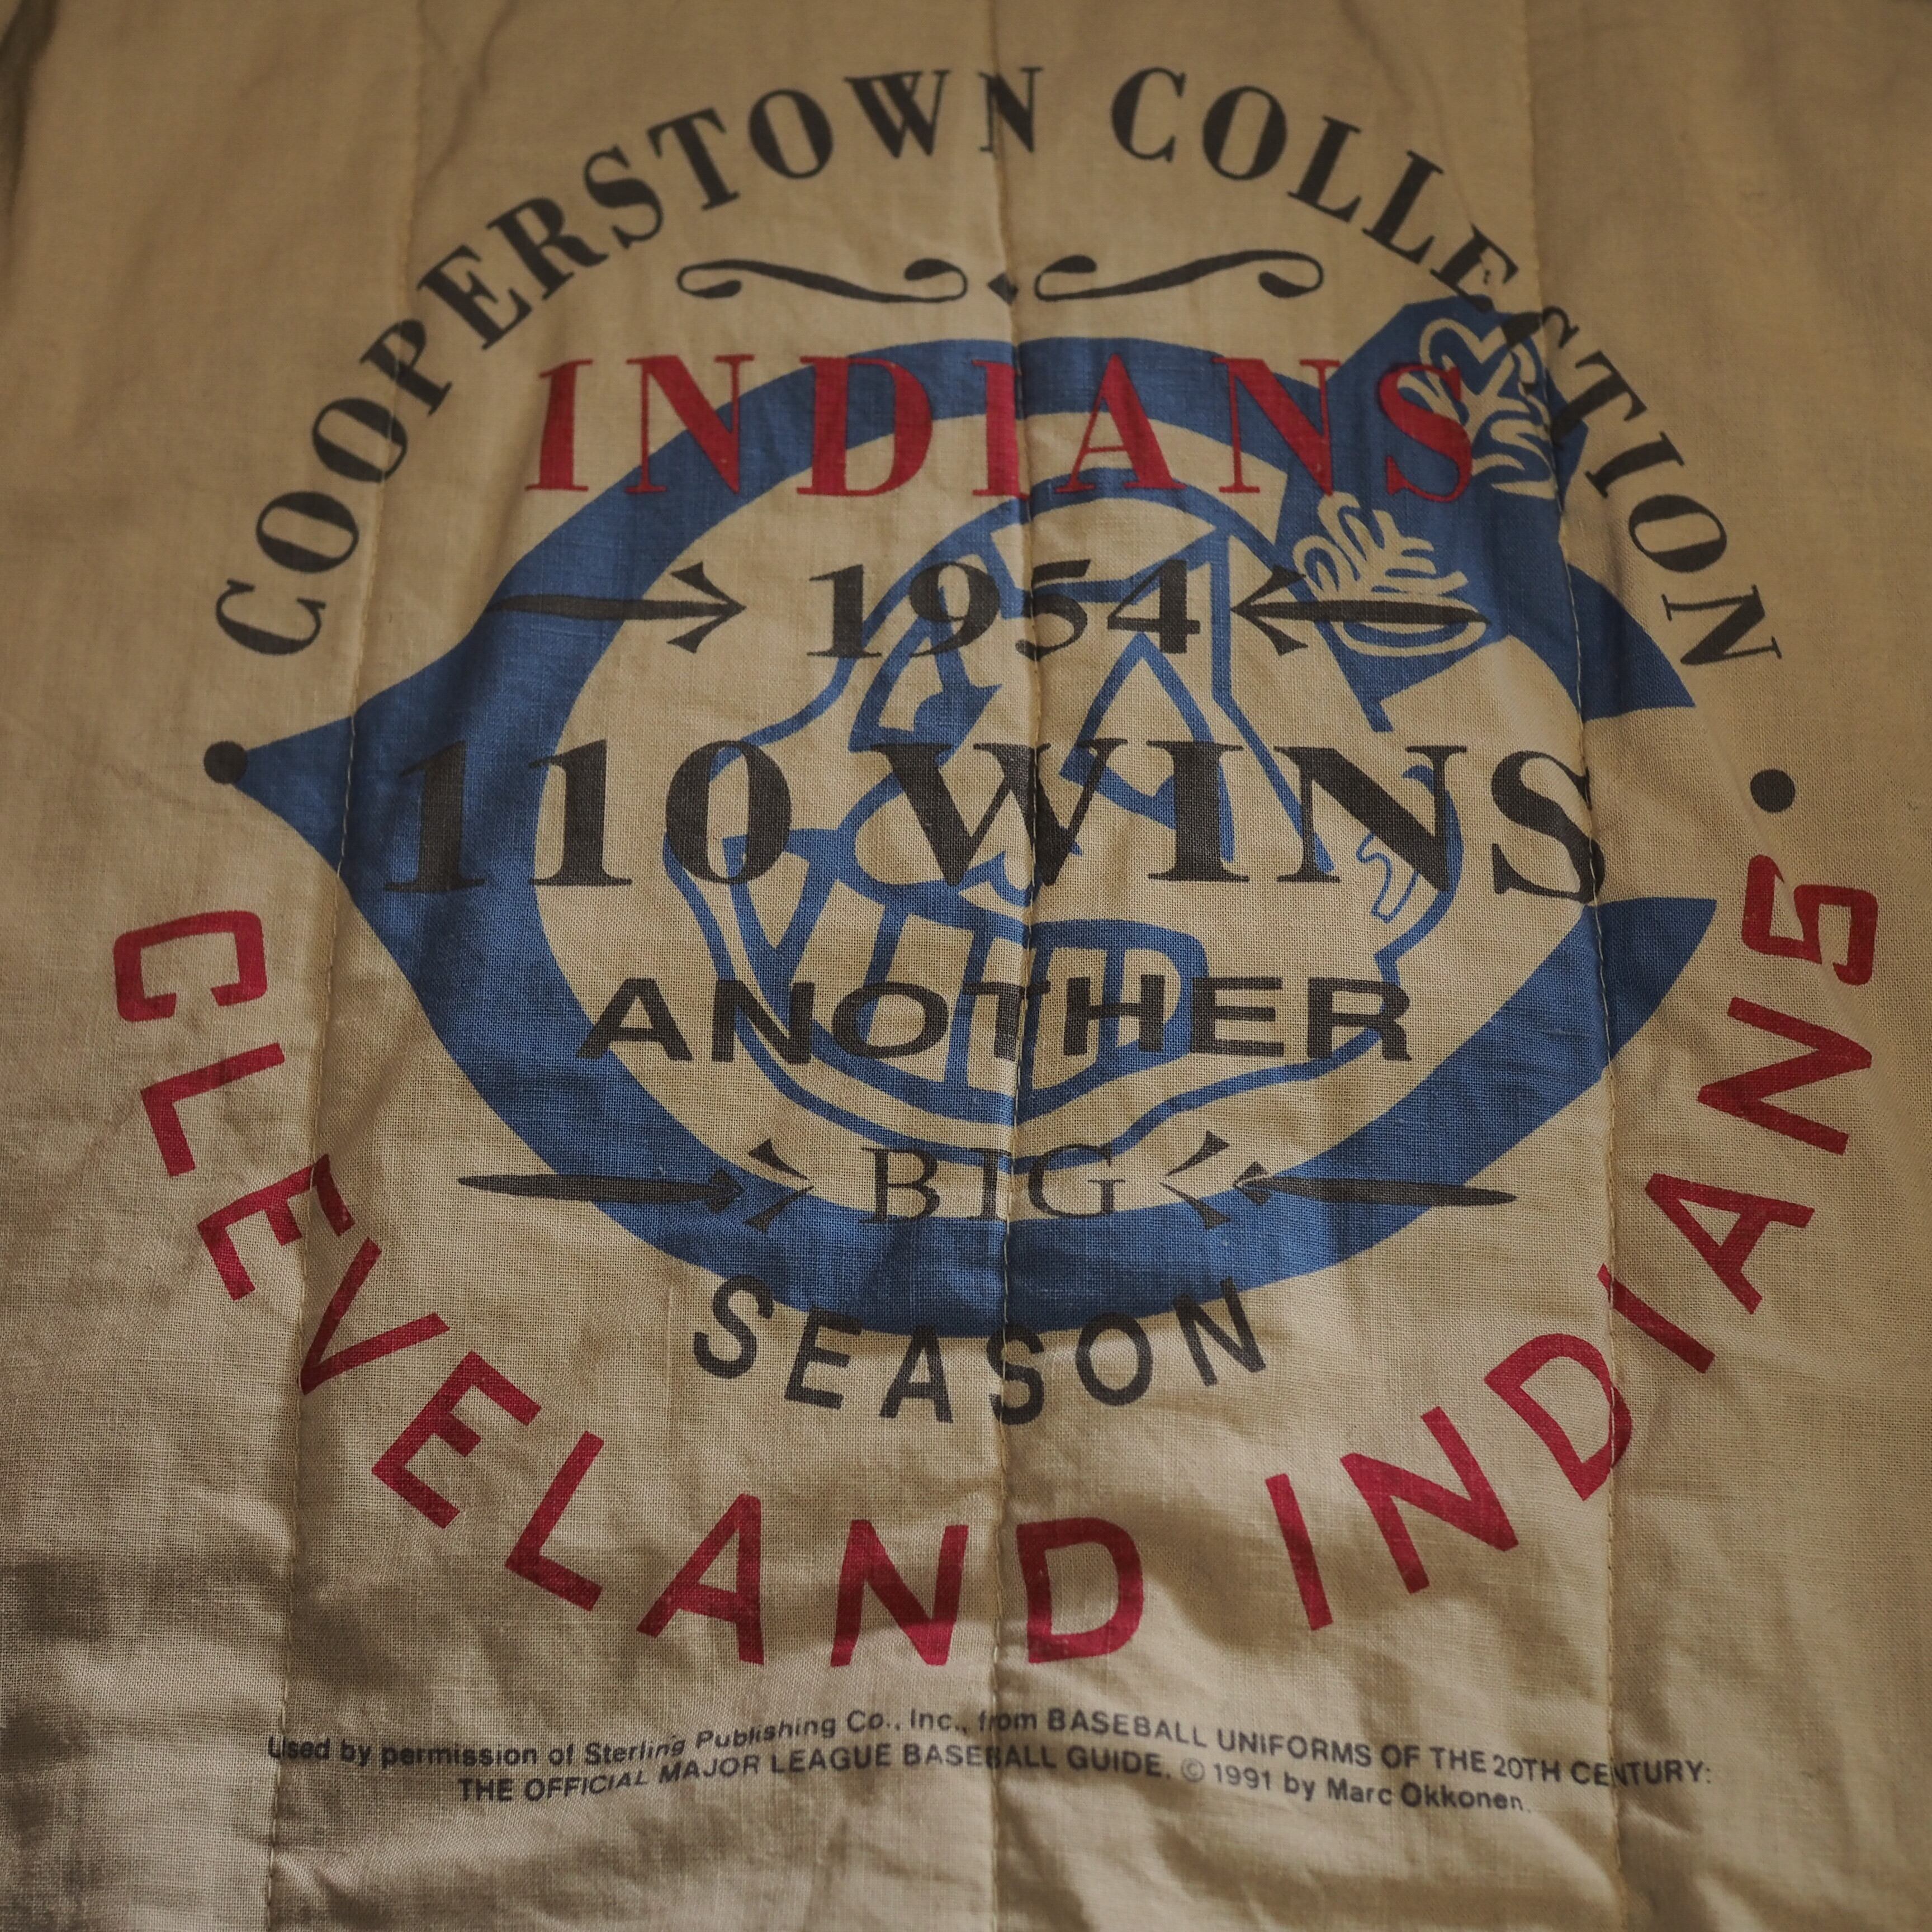 COOPERSTOWN COLLECTION
INDIANS
1954
110 WINS
ANOTHER
BIG
SEASON
CLEVELAND INDIANS
Used by permission of Sterling Publishing Co., Inc., from BASEBALL UNIFORMS OF THE 20TH CENTURY:
THE OFFICIAL MAJOR LEAGUE BASEBALL GUIDE, © 1991 by Marc Okkonen.